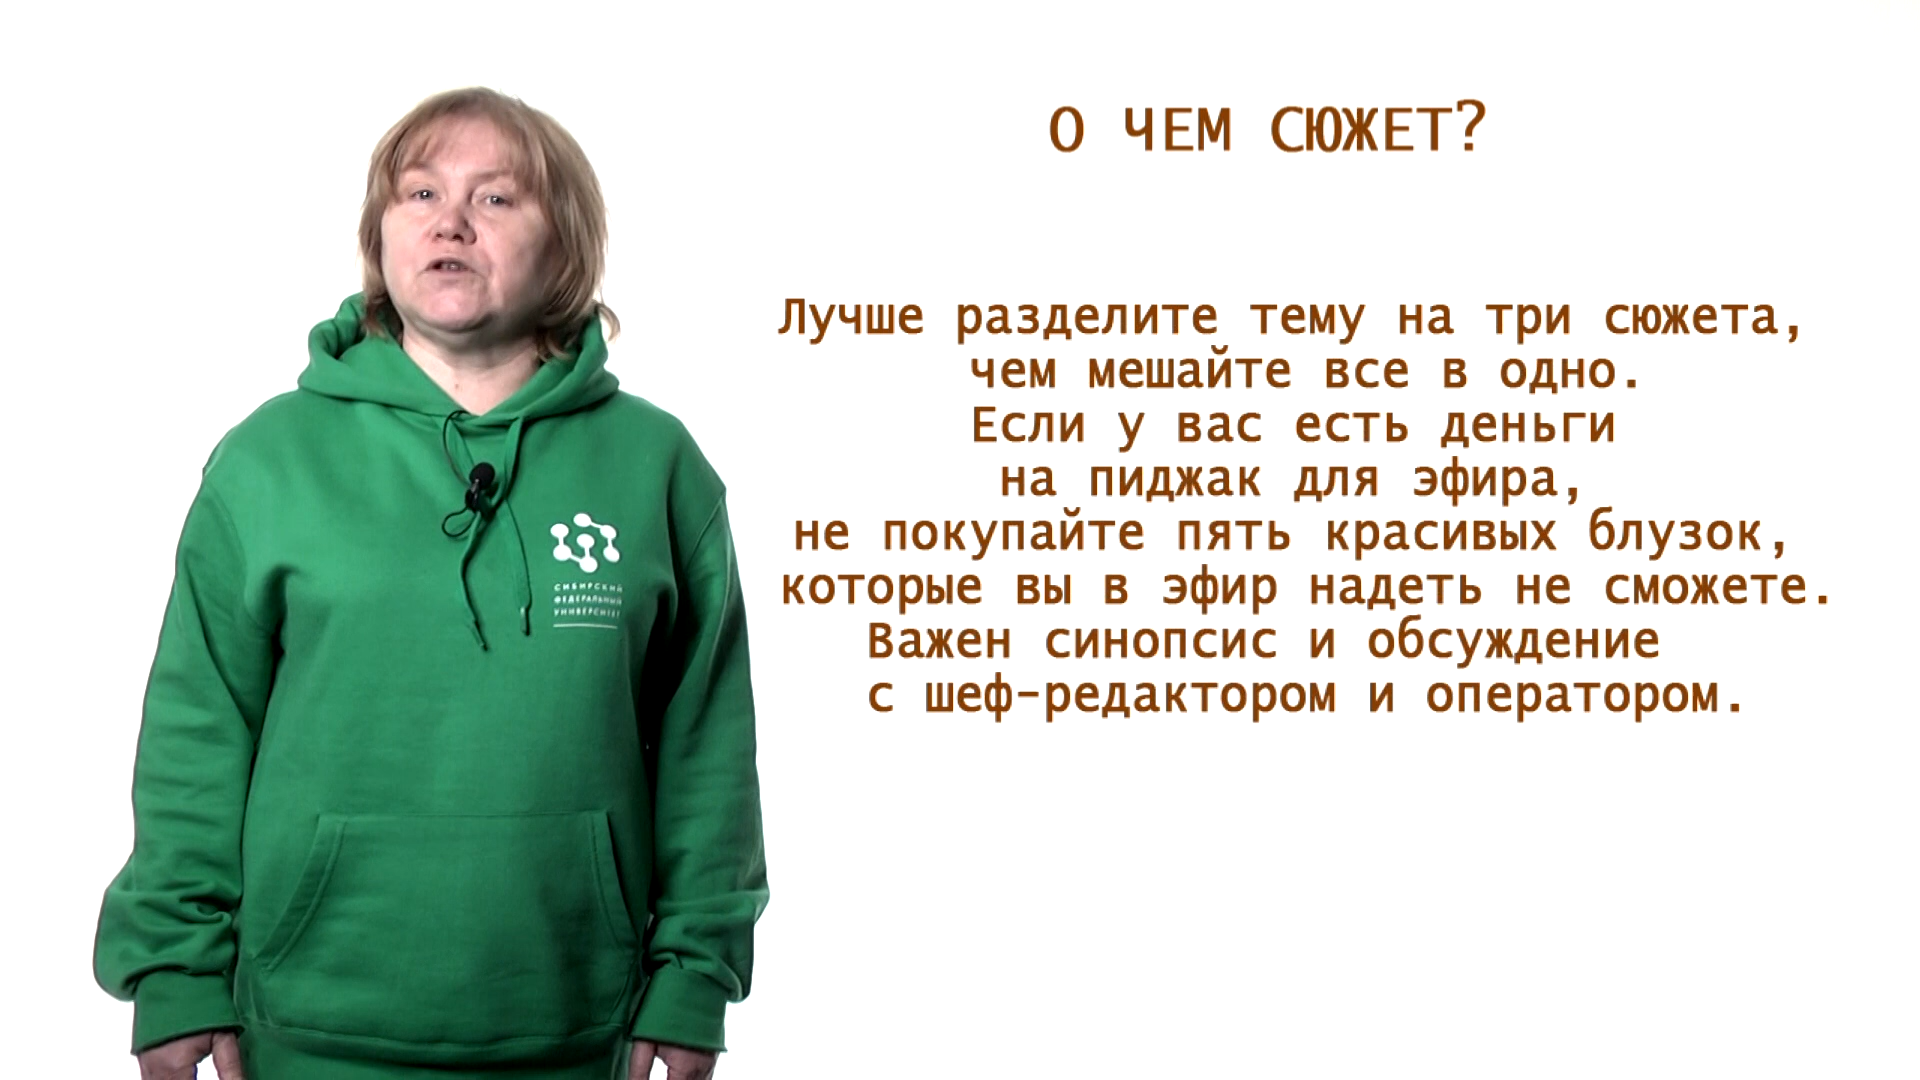 О ЧЕМ СЮЖЕТ?
Лучше разделите тему на три сюжета,
чем мешайте все в одно.
Если у вас есть деньги
на пиджак для эфира,
не покупайте пять красивых блузок,
которые вы в эфир надеть не сможете.
Важен синопсис и обсуждение
с шеф-редактором и оператором.
СИБИРСКИЙ
ФЕДЕРАЛЬНЫЙ
УНИВЕРСИТЕТ